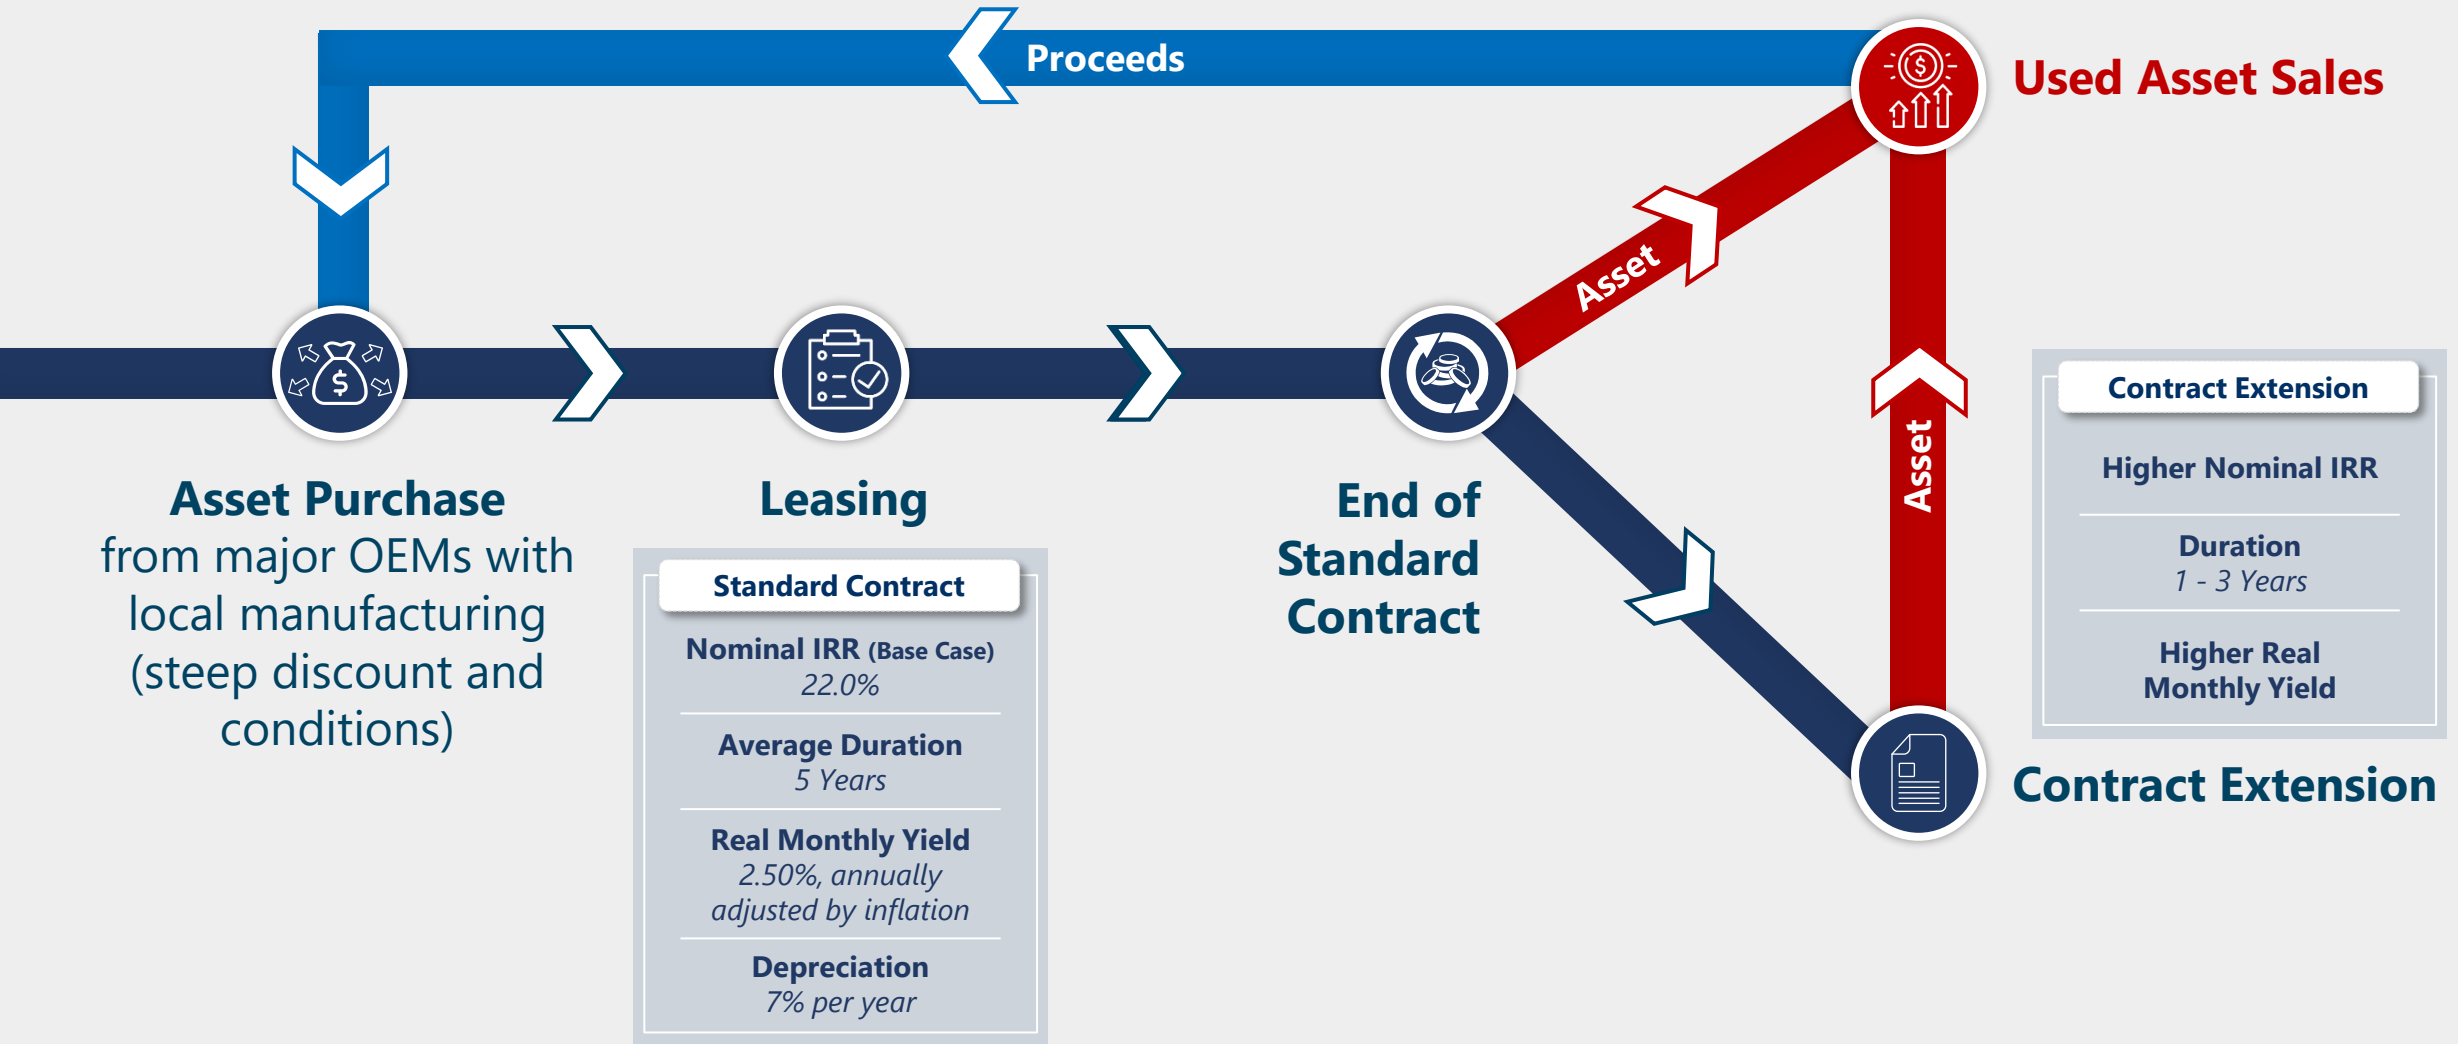 Proceeds
Used Asset Sales
Asset
Asset
Asset Purchase
from major OEMs with
local manufacturing
(steep discount and
conditions)
Leasing
Standard Contract
Nominal IRR (Base Case)
22.0%
Average Duration
5 Years
Real Monthly Yield
2.50%, annually
adjusted by inflation
Depreciation
7% per year
End of
Standard
Contract
Contract Extension
Higher Nominal IRR
Duration
1 - 3 Years
Higher Real
Monthly Yield
Contract Extension